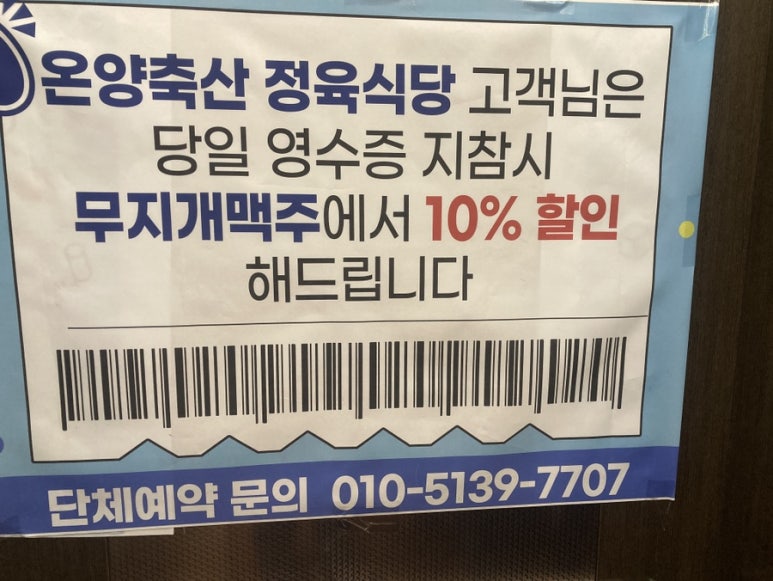 온양축산 정육식당 고객님은
당일 영수증 지참시
무지개맥주에서 10% 할인
해드립니다
단체예약 문의 010-5139-7707